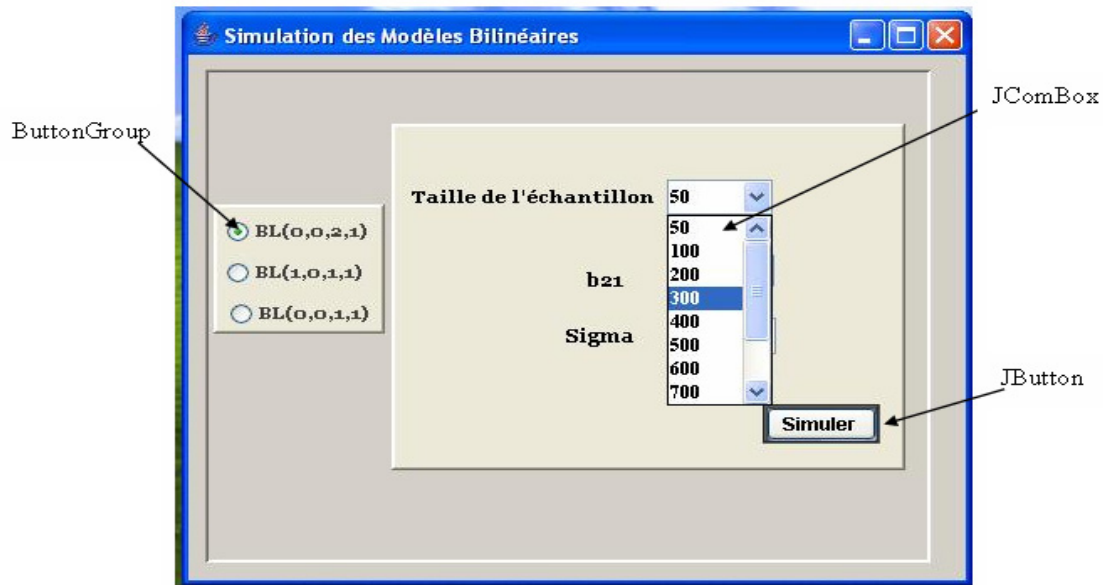 Simulation des Modèles Bilinéaires
JComBox
ButtonGroup
Taille de l'échantillon 50
50
BL(0,0,2,1)
100
BL(1,0,1,1)
b21
200
300
BL(0,0,1,1)
Sigma
400
500
600
700
JButton
Simuler